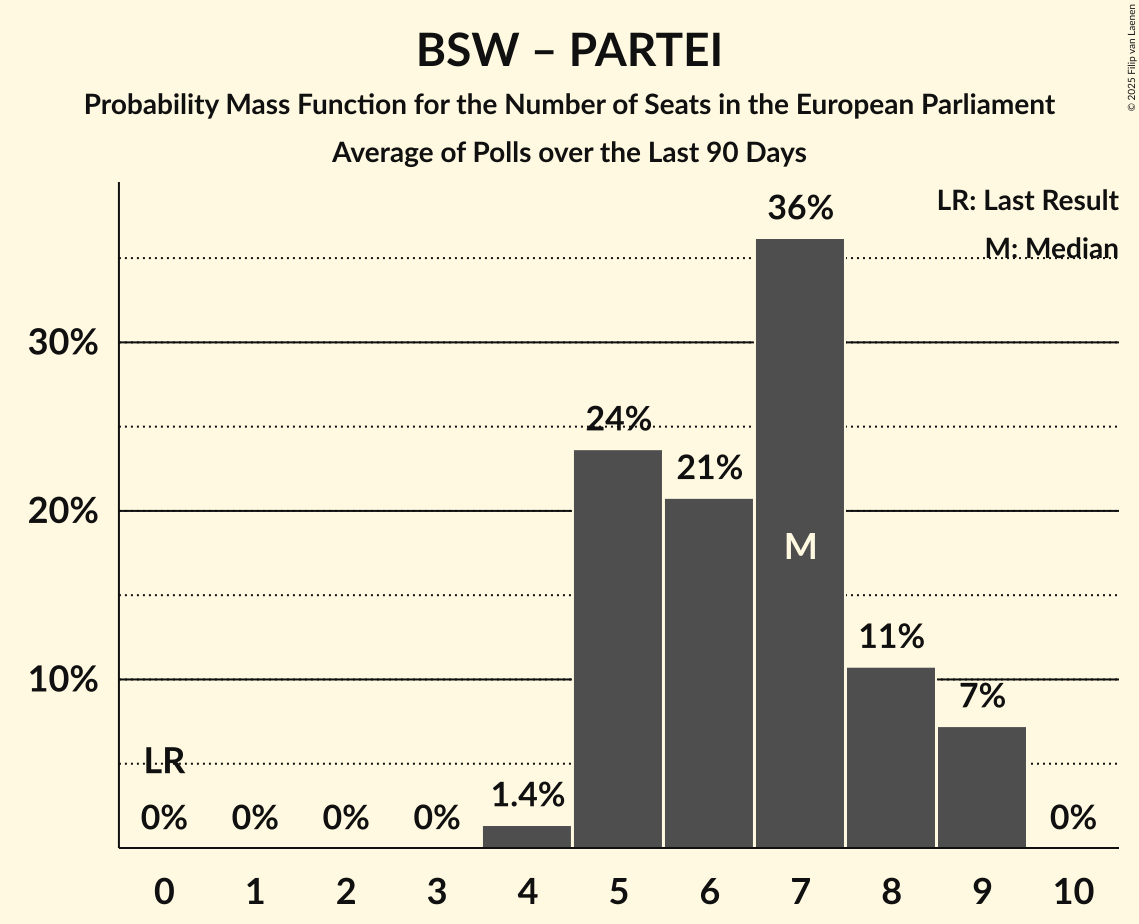 © 2025 Filip van Laenen
BSW – PARTEI
Probability Mass Function for the Number of Seats in the European Parliament
Average of Polls over the Last 90 Days
LR: Last Result
M: Median
36%
30%
24%
21%
20%
M
11%
10%
7%
LR
1.4%
0%
0%
0%
0%
0%
0 1 2 3 4 5 6 7 8 9 10